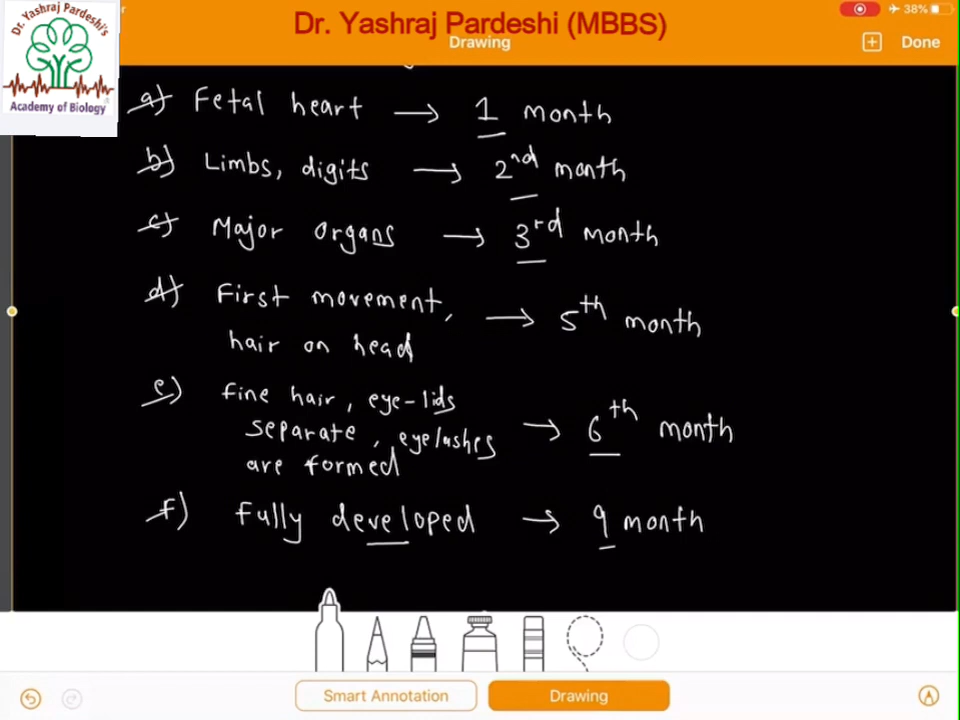 Dr. Yashraj Pardeshi (MBBS)
38%
Dr. Yashraj Pardeshi's
Academy of Biology
Drawing
Done
a) Fetal heart → 1 month
b) Limbs, digits → 2nd month
c) Major organs → 3rd month
d) First movement,
hair on head → 5th month
e) fine hair, eye-lids
separate, eyelashes → 6th month
are formed
f) fully developed → 9 month
Smart Annotation
Drawing